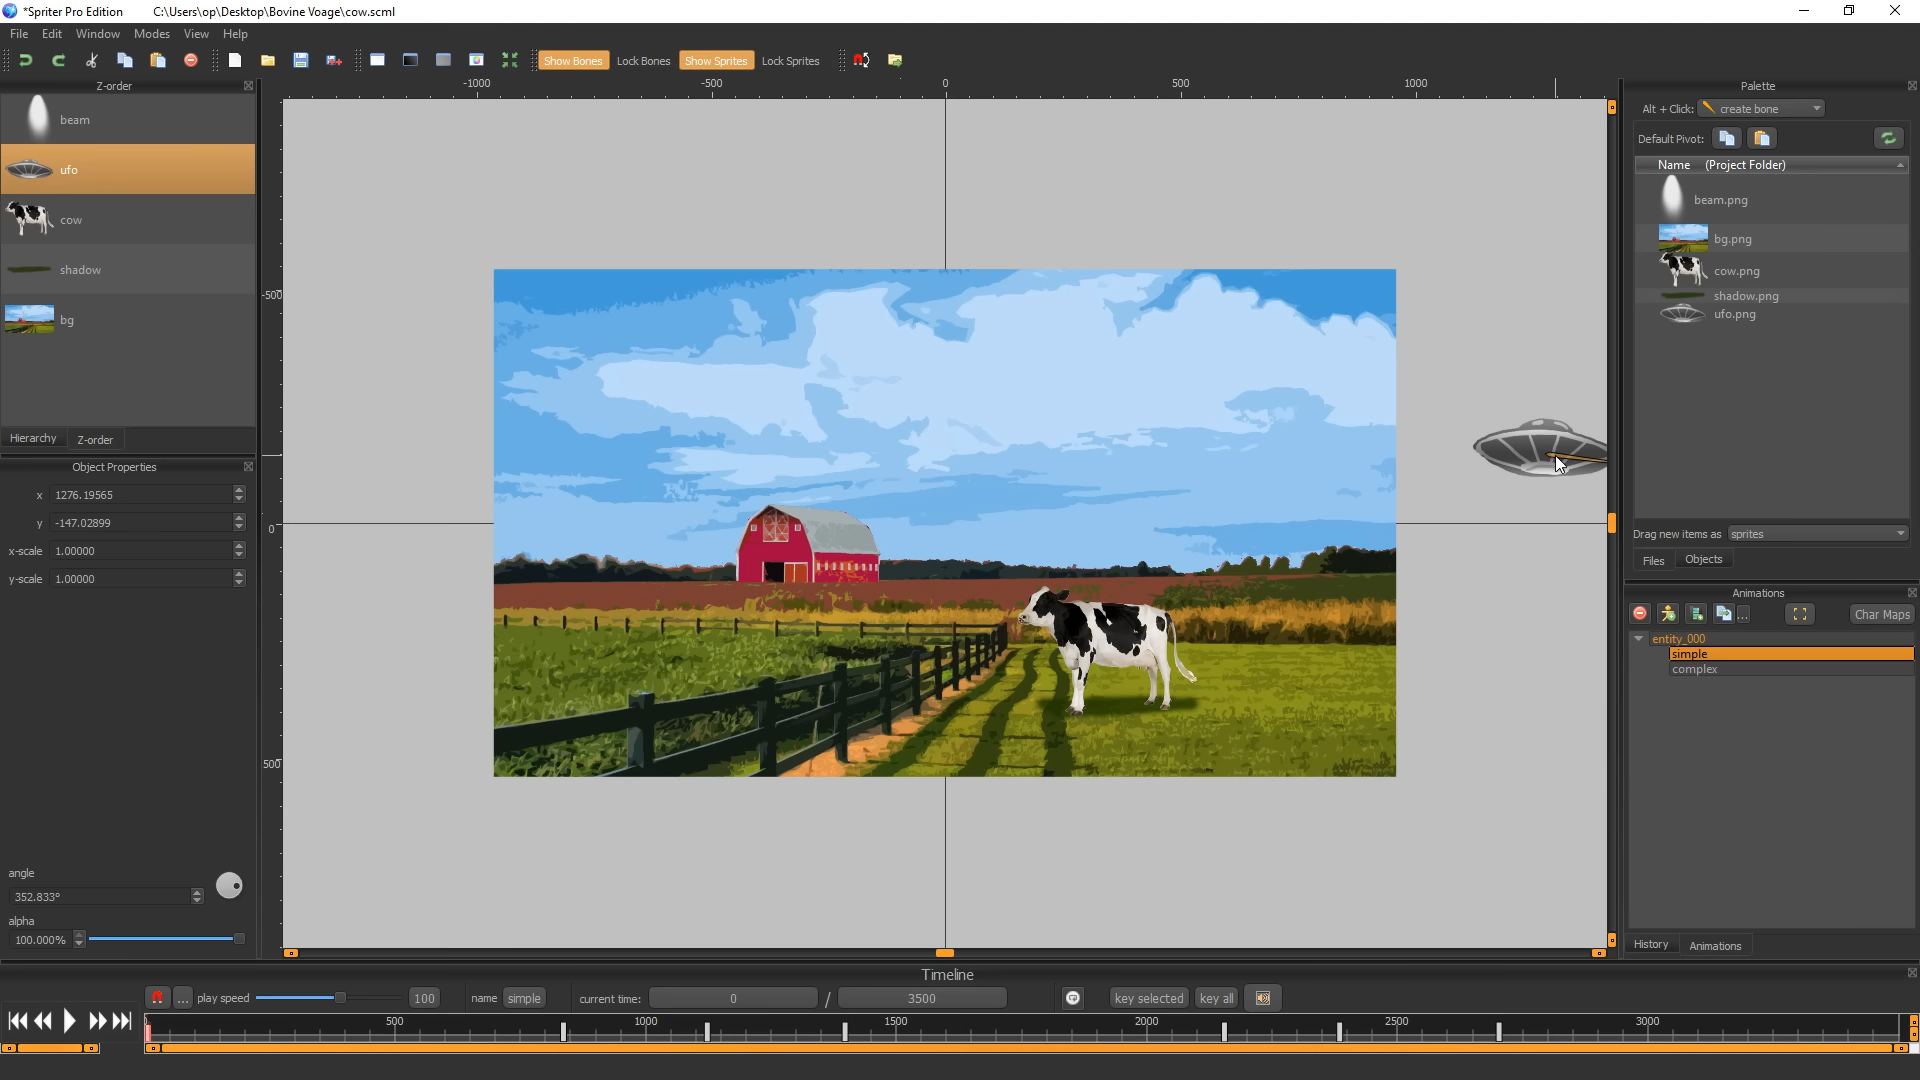 *Spriter Pro Edition C:\Users\op\Desktop\Bovine Voage\cow.scml
File Edit Window Modes View Help
Show Bones Lock Bones Show Sprites Lock Sprites
Z-order
beam
ufo
cow
shadow
bg
Hierarchy Z-order
Object Properties
x 1276.19565
y -147.02899
x-scale 1.00000
y-scale 1.00000
angle
352.833°
alpha
100.000%
-1000 -500 0 500 1000
-500
0
500
Palette
Alt + Click: create bone
Default Pivot:
Name (Project Folder)
beam.png
bg.png
cow.png
shadow.png
ufo.png
Drag new items as sprites
Files Objects
Animations
... Char Maps
entity_000
simple
complex
History Animations
Timeline
... play speed 100 name simple current time: 0 / 3500 key selected key all
500 1000 1500 2000 2500 3000